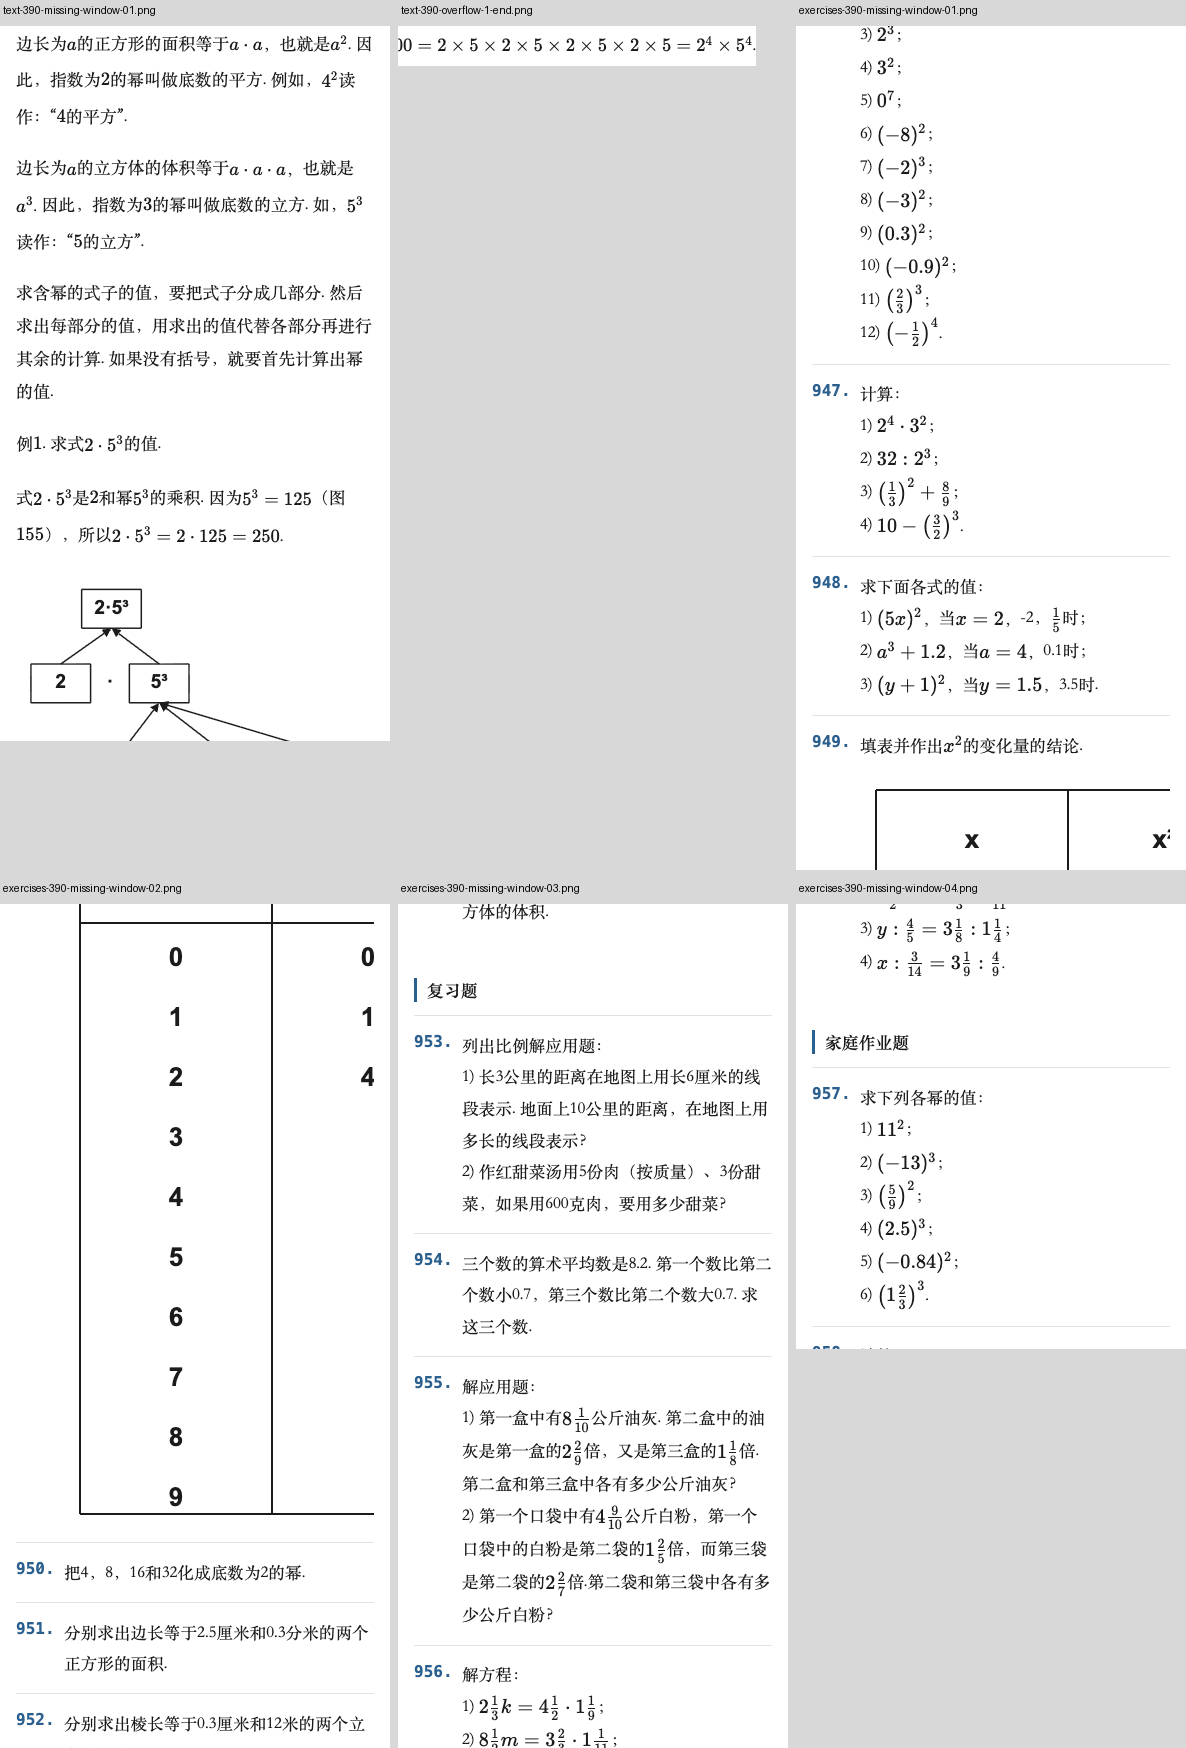 text-390-missing-window-01.png
边长为a的正方形的面积等于a · a，也就是a². 因
此，指数为2的幂叫做底数的平方. 例如，4²读
作：“4的平方”.
边长为a的立方体的体积等于a · a · a，也就是
a³. 因此，指数为3的幂叫做底数的立方. 如，5³
读作：“5的立方”.
求含幂的式子的值，要把式子分成几部分. 然后
求出每部分的值，用求出的值代替各部分再进行
其余的计算. 如果没有括号，就要首先计算出幂
的值.
例1. 求式2 · 5³的值.
式2 · 5³是2和幂5³的乘积. 因为5³ = 125（图
155），所以2 · 5³ = 2 · 125 = 250.
2·5³
2 · 5³
text-390-overflow-1-end.png
00 = 2 × 5 × 2 × 5 × 2 × 5 × 2 × 5 = 2⁴ × 5⁴.
exercises-390-missing-window-01.png
3) 2³；
4) 3²；
5) 0⁷；
6) (−8)²；
7) (−2)³；
8) (−3)²；
9) (0.3)²；
10) (−0.9)²；
11) (2/3)³；
12) (−1/2)⁴.
947. 计算：
1) 2⁴ · 3²；
2) 32 : 2³；
3) (1/3)² + 8/9；
4) 10 − (3/2)³.
948. 求下面各式的值：
1) (5x)²，当x = 2，-2，1/5时；
2) a³ + 1.2，当a = 4，0.1时；
3) (y + 1)²，当y = 1.5，3.5时.
949. 填表并作出x²的变化量的结论.
x x²
exercises-390-missing-window-02.png
0 0
1 1
2 4
3
4
5
6
7
8
9
950. 把4，8，16和32化成底数为2的幂.
951. 分别求出边长等于2.5厘米和0.3分米的两个
正方形的面积.
952. 分别求出棱长等于0.3厘米和12米的两个立
exercises-390-missing-window-03.png
方体的体积.
复习题
953. 列出比例解应用题：
1) 长3公里的距离在地图上用长6厘米的线
段表示. 地面上10公里的距离，在地图上用
多长的线段表示？
2) 作红甜菜汤用5份肉（按质量）、3份甜
菜，如果用600克肉，要用多少甜菜？
954. 三个数的算术平均数是8.2. 第一个数比第二
个数小0.7，第三个数比第二个数大0.7. 求
这三个数.
955. 解应用题：
1) 第一盒中有8 1/10公斤油灰. 第二盒中的油
灰是第一盒的2 2/9倍，又是第三盒的1 1/8倍.
第二盒和第三盒中各有多少公斤油灰？
2) 第一个口袋中有4 9/10公斤白粉，第一个
口袋中的白粉是第二袋的1 2/5倍，而第三袋
是第二袋的2 2/7倍.第二袋和第三袋中各有多
少公斤白粉？
956. 解方程：
1) 2 1/3 k = 4 1/2 · 1 1/9；
2) 8 1/2 m = 3 2/3 · 1 1/11；
exercises-390-missing-window-04.png
3) y : 4/5 = 3 1/8 : 1 1/4；
4) x : 3/14 = 3 1/9 : 4/9.
家庭作业题
957. 求下列各幂的值：
1) 11²；
2) (−13)³；
3) (5/9)²；
4) (2.5)³；
5) (−0.84)²；
6) (1 2/3)³.